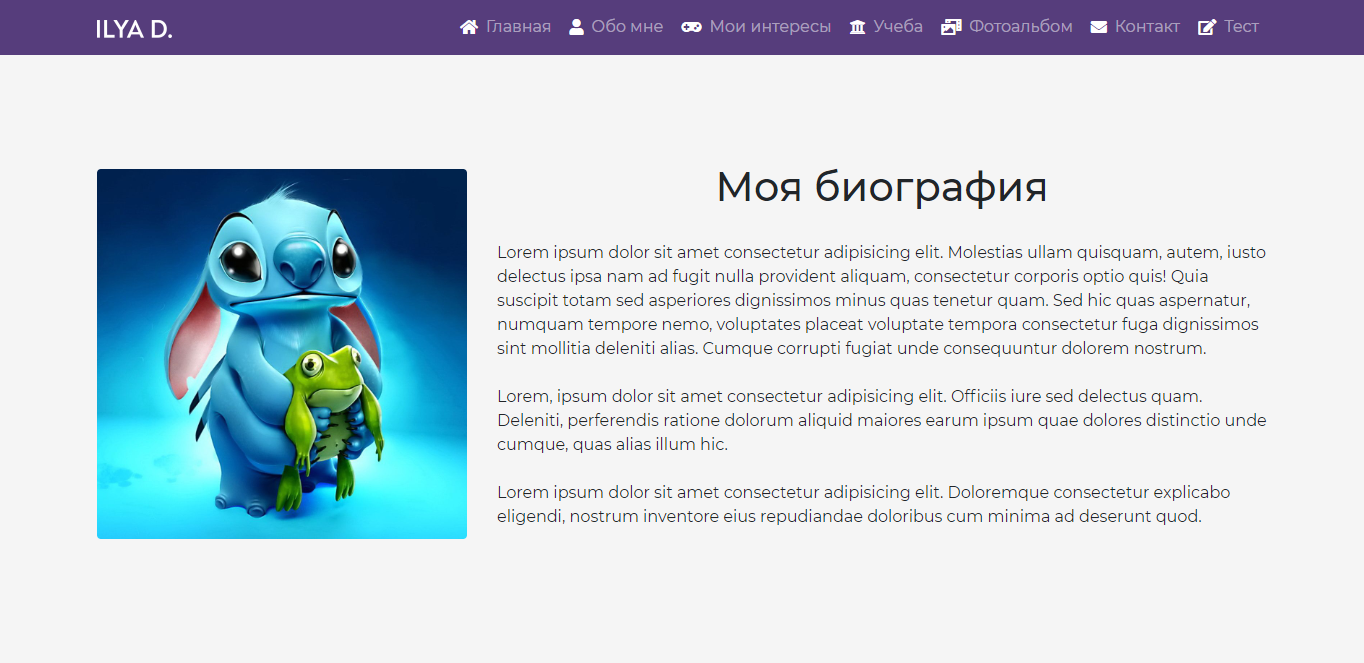 ILYA D. Главная Обо мне Мои интересы Учеба Фотоальбом Контакт Тест
Моя биография
Lorem ipsum dolor sit amet consectetur adipisicing elit. Molestias ullam quisquam, autem, iusto
delectus ipsa nam ad fugit nulla provident aliquam, consectetur corporis optio quis! Quia
suscipit totam sed asperiores dignissimos minus quas tenetur quam. Sed hic quas aspernatur,
numquam tempore nemo, voluptates placeat voluptate tempora consectetur fuga dignissimos
sint mollitia deleniti alias. Cumque corrupti fugiat unde consequuntur dolorem nostrum.
Lorem, ipsum dolor sit amet consectetur adipisicing elit. Officiis iure sed delectus quam.
Deleniti, perferendis ratione dolorum aliquid maiores earum ipsum quae dolores distinctio unde
cumque, quas alias illum hic.
Lorem ipsum dolor sit amet consectetur adipisicing elit. Doloremque consectetur explicabo
eligendi, nostrum inventore eius repudiandae doloribus cum minima ad deserunt quod.